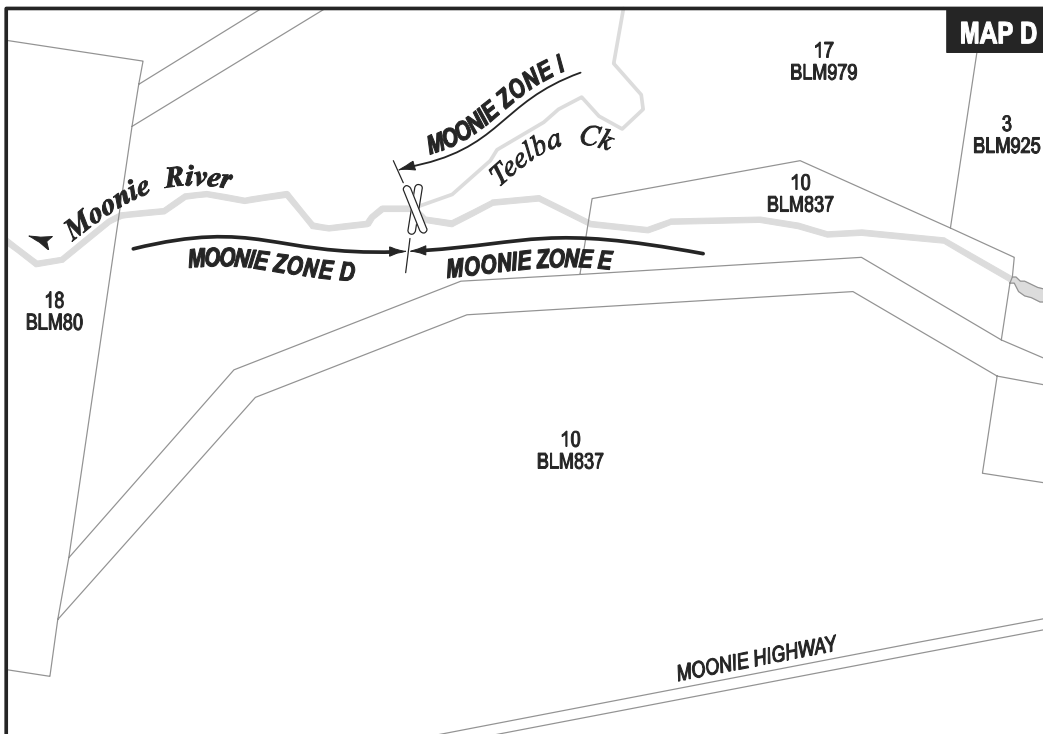 MAP D
17
BLM979
MOONIE ZONE I
3
BLM925
Teelba Ck
10
BLM837
Moonie River
MOONIE ZONE D
MOONIE ZONE E
18
BLM80
10
BLM837
MOONIE HIGHWAY